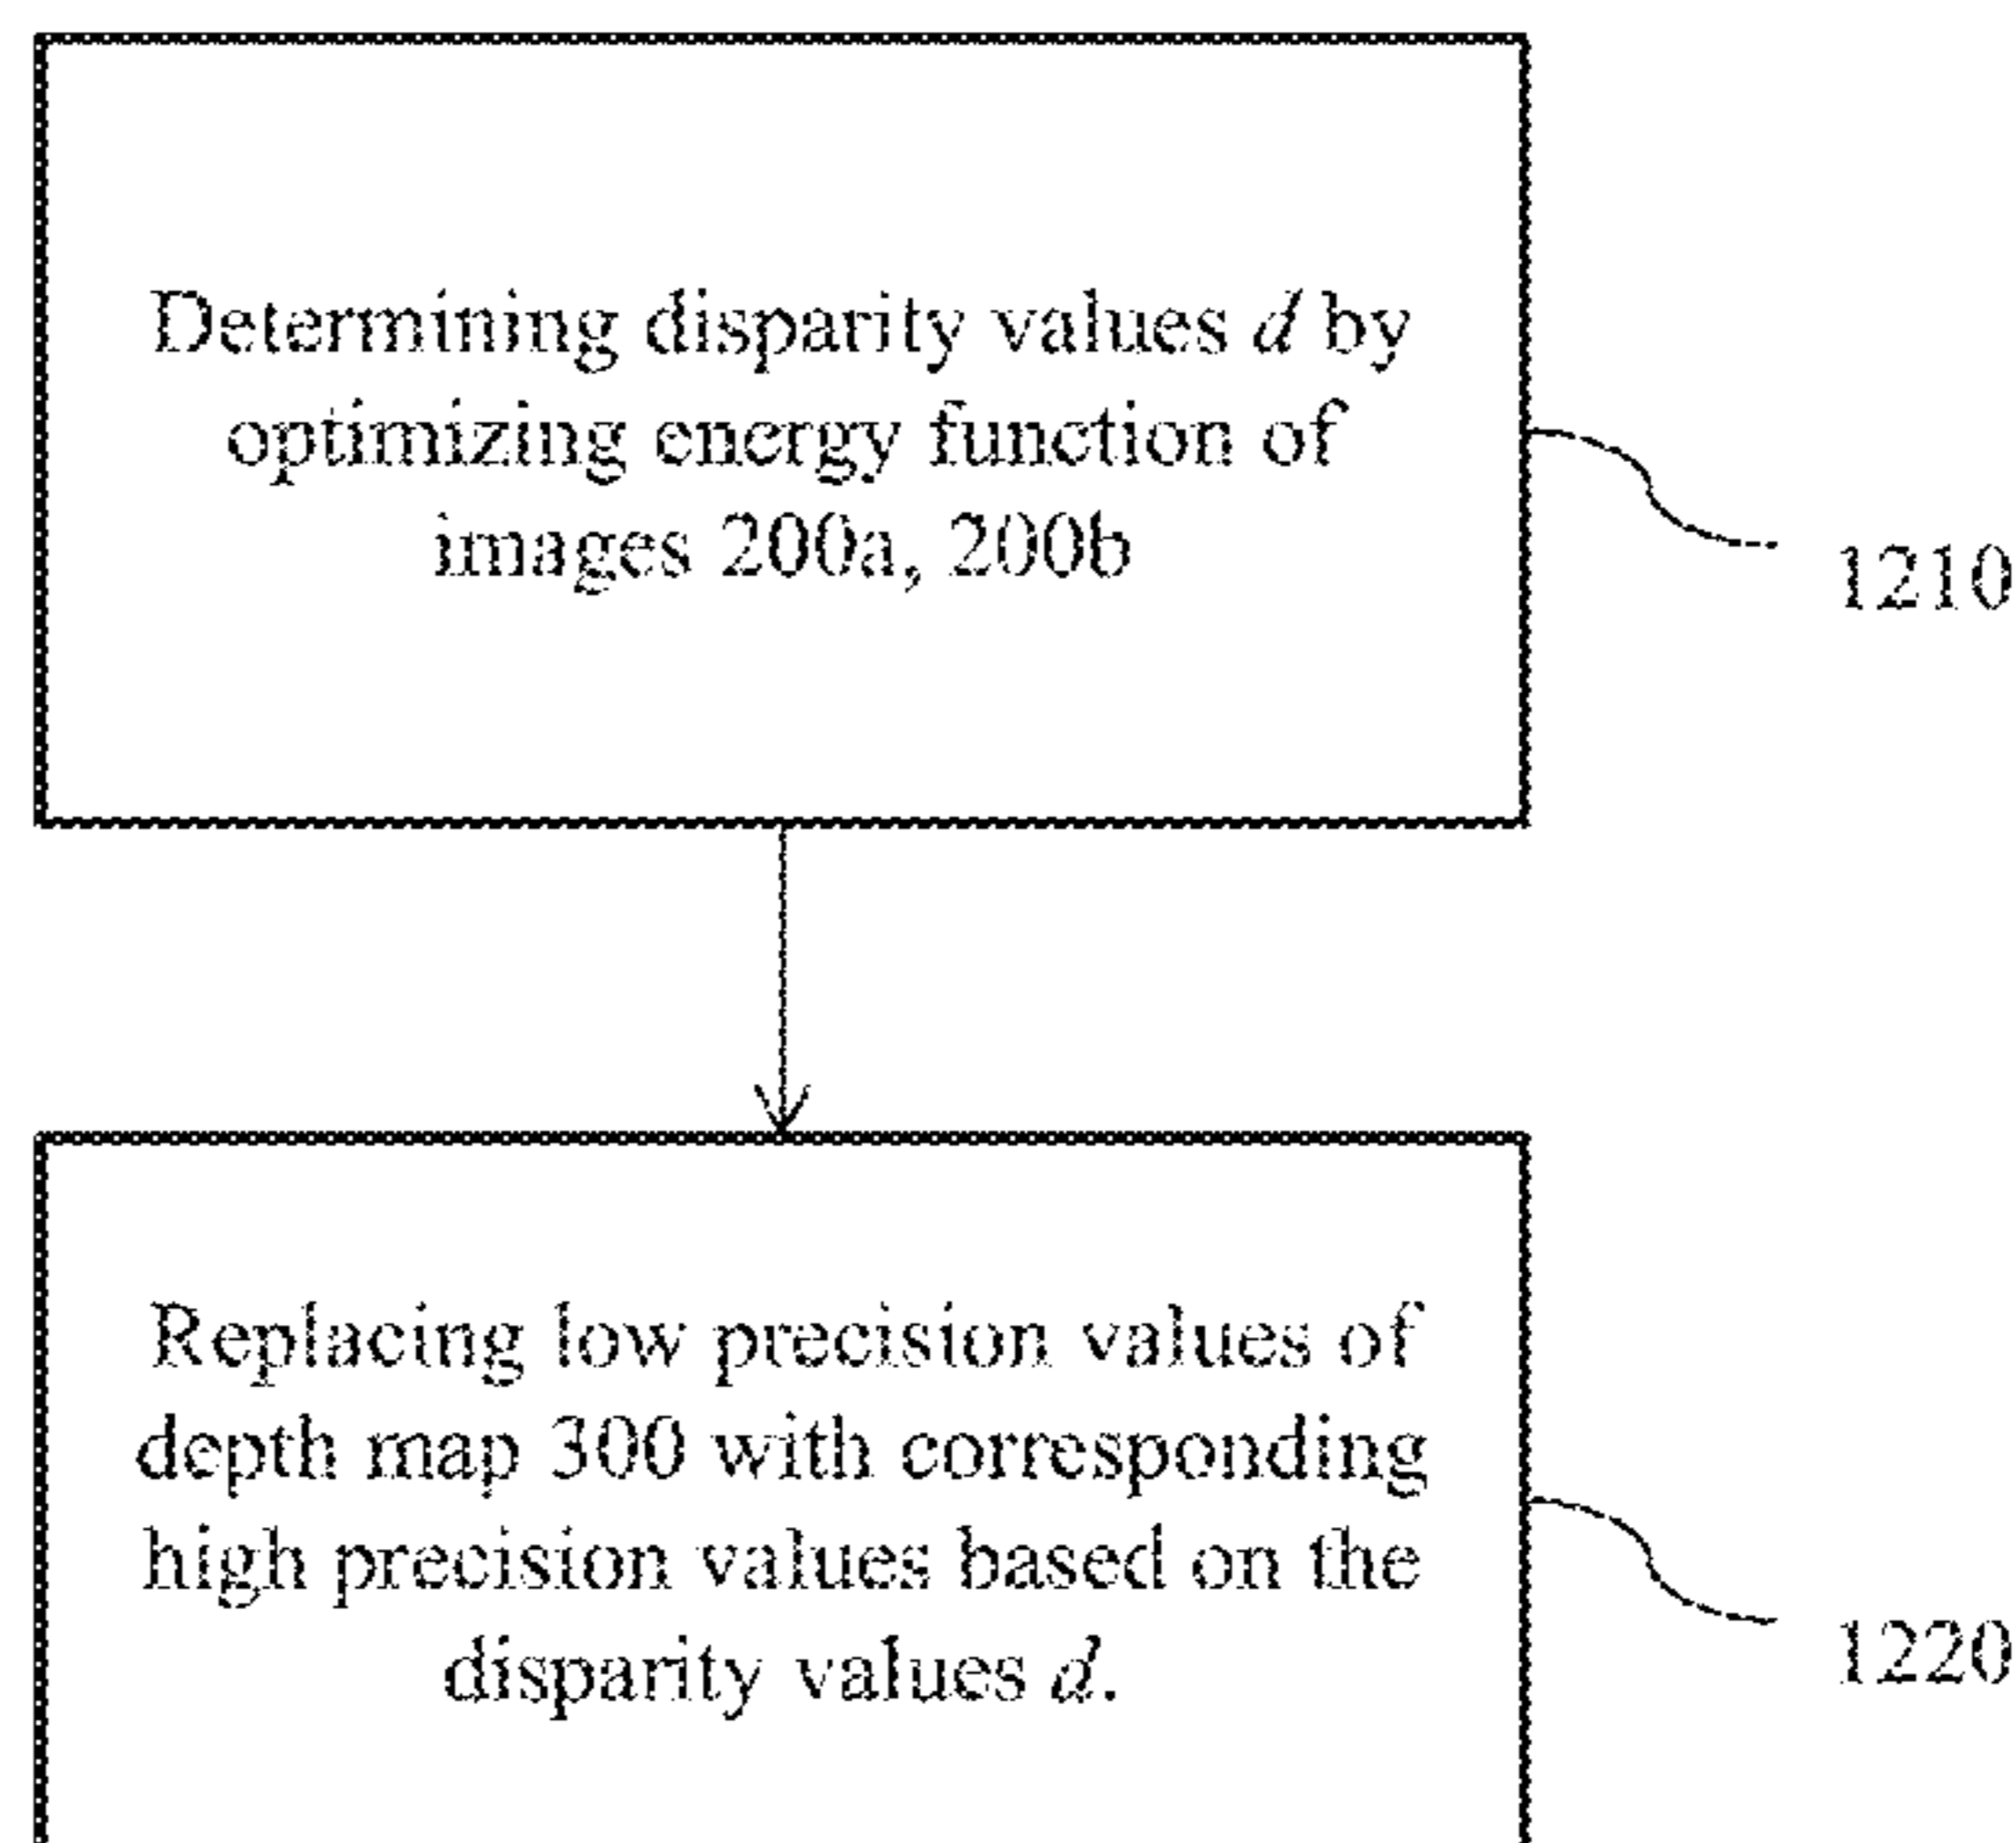 Determining disparity values d by
optimizing energy function of
images 200a, 200b
1210
Replacing low precision values of
depth map 300 with corresponding
high precision values based on the
disparity values d.
1220